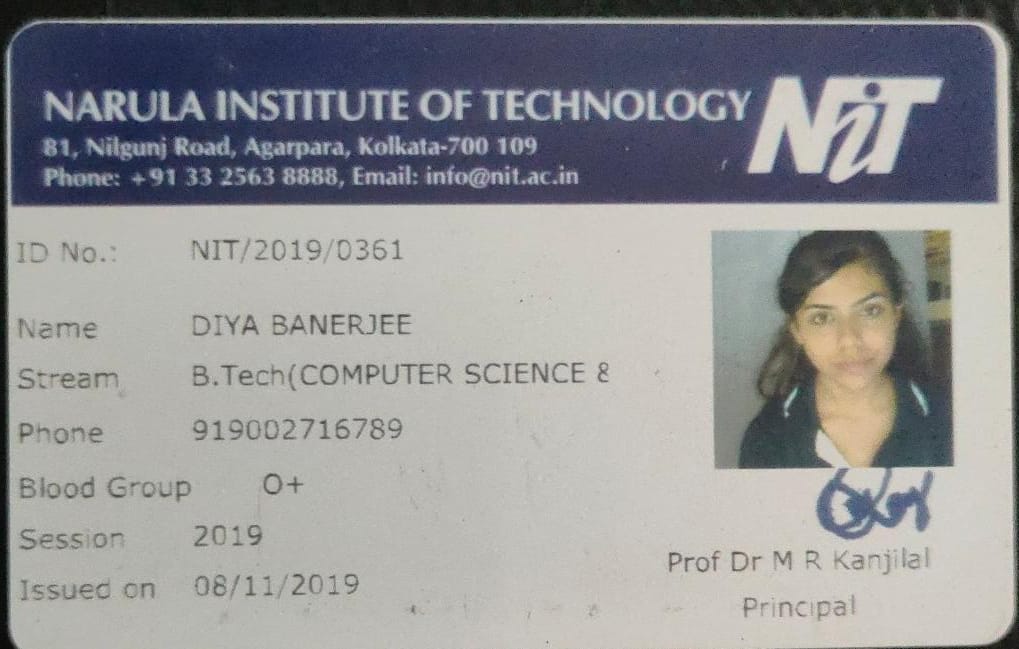 NARULA INSTITUTE OF TECHNOLOGY NiT
81, Nilgunj Road, Agarpara, Kolkata-700 109
Phone: +91 33 2563 8888, Email: info@nit.ac.in
ID No.: NIT/2019/0361
Name DIYA BANERJEE
Stream B.Tech(COMPUTER SCIENCE &
Phone 919002716789
Blood Group O+
Session 2019
Issued on 08/11/2019
Prof Dr M R Kanjilal
Principal